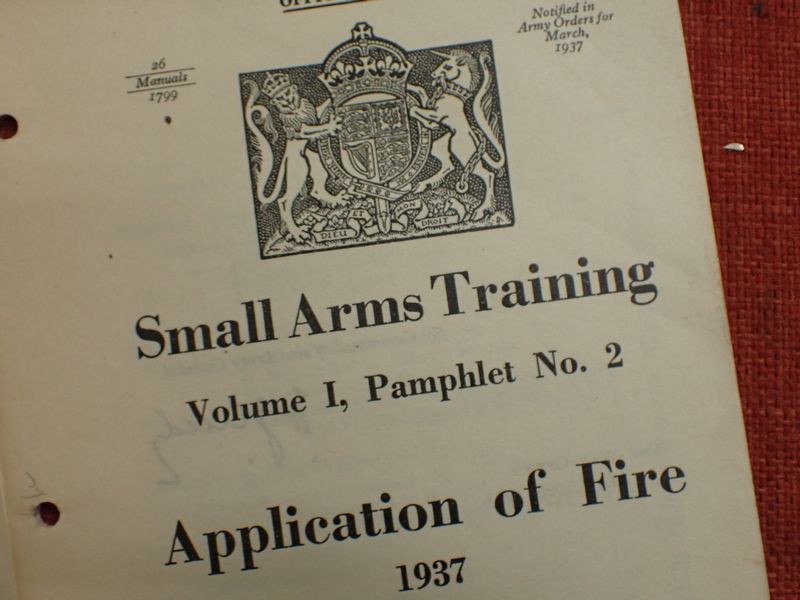 26
Manuals
1799
Notified in
Army Orders for
March,
1937
DIEU ET MON DROIT
Small Arms Training
Volume I, Pamphlet No. 2
Application of Fire
1937